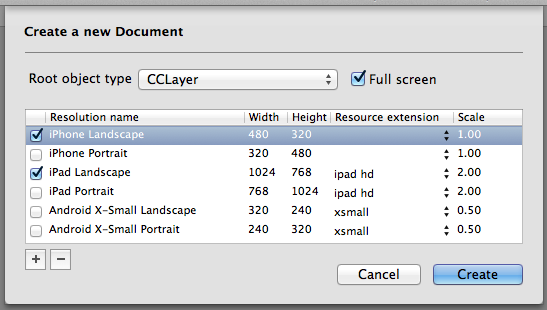 Create a new Document
Root object type CCLayer Full screen
Resolution name Width Height Resource extension Scale
iPhone Landscape 480 320 1.00
iPhone Portrait 320 480 1.00
iPad Landscape 1024 768 ipad hd 2.00
iPad Portrait 768 1024 ipad hd 2.00
Android X-Small Landscape 320 240 xsmall 0.50
Android X-Small Portrait 240 320 xsmall 0.50
+ −
Cancel Create